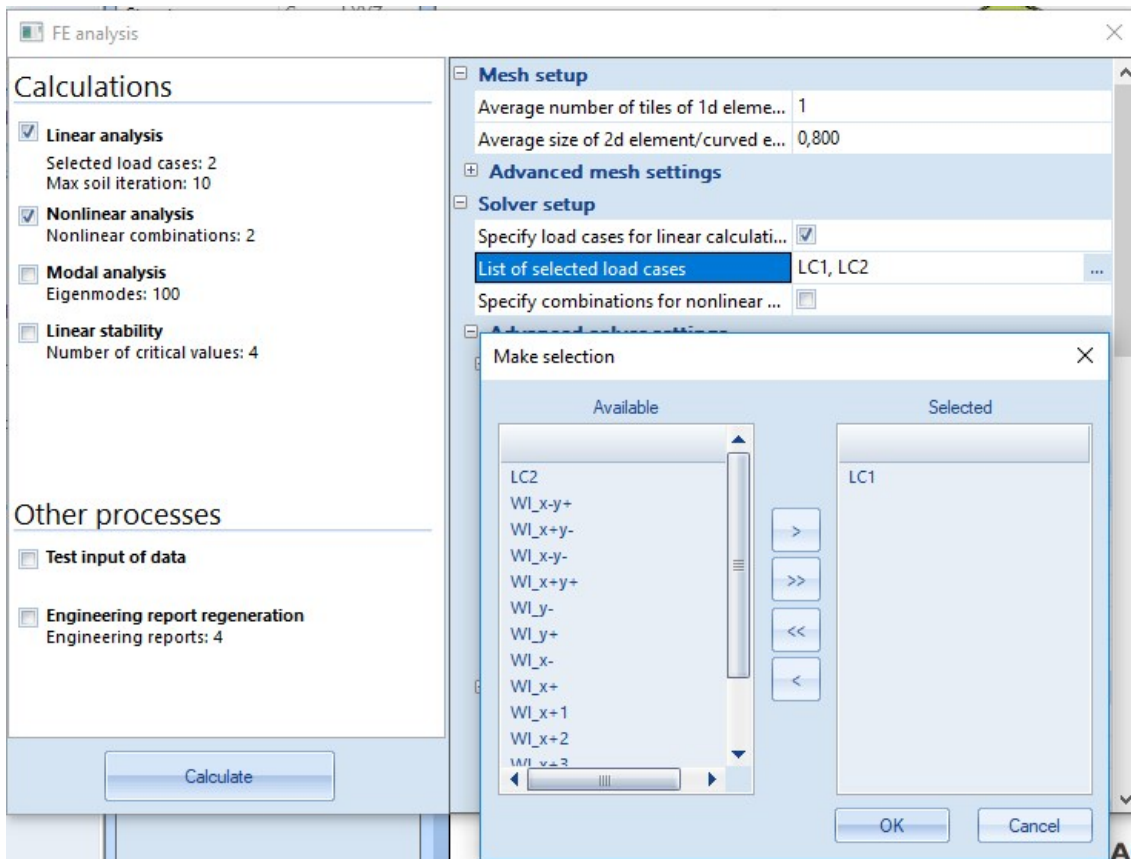 FE analysis
Calculations
Linear analysis
Selected load cases: 2
Max soil iteration: 10
Nonlinear analysis
Nonlinear combinations: 2
Modal analysis
Eigenmodes: 100
Linear stability
Number of critical values: 4
Other processes
Test input of data
Engineering report regeneration
Engineering reports: 4
Calculate
Mesh setup
Average number of tiles of 1d eleme... 1
Average size of 2d element/curved e... 0,800
Advanced mesh settings
Solver setup
Specify load cases for linear calculati...
List of selected load cases LC1, LC2 ...
Specify combinations for nonlinear ...
Advanced solver settings
Make selection
Available
LC2
WI_x-y+
WI_x+y-
WI_x-y-
WI_x+y+
WI_y-
WI_y+
WI_x-
WI_x+
WI_x+1
WI_x+2
WI_x+3
>
>>
<<
<
Selected
LC1
OK Cancel